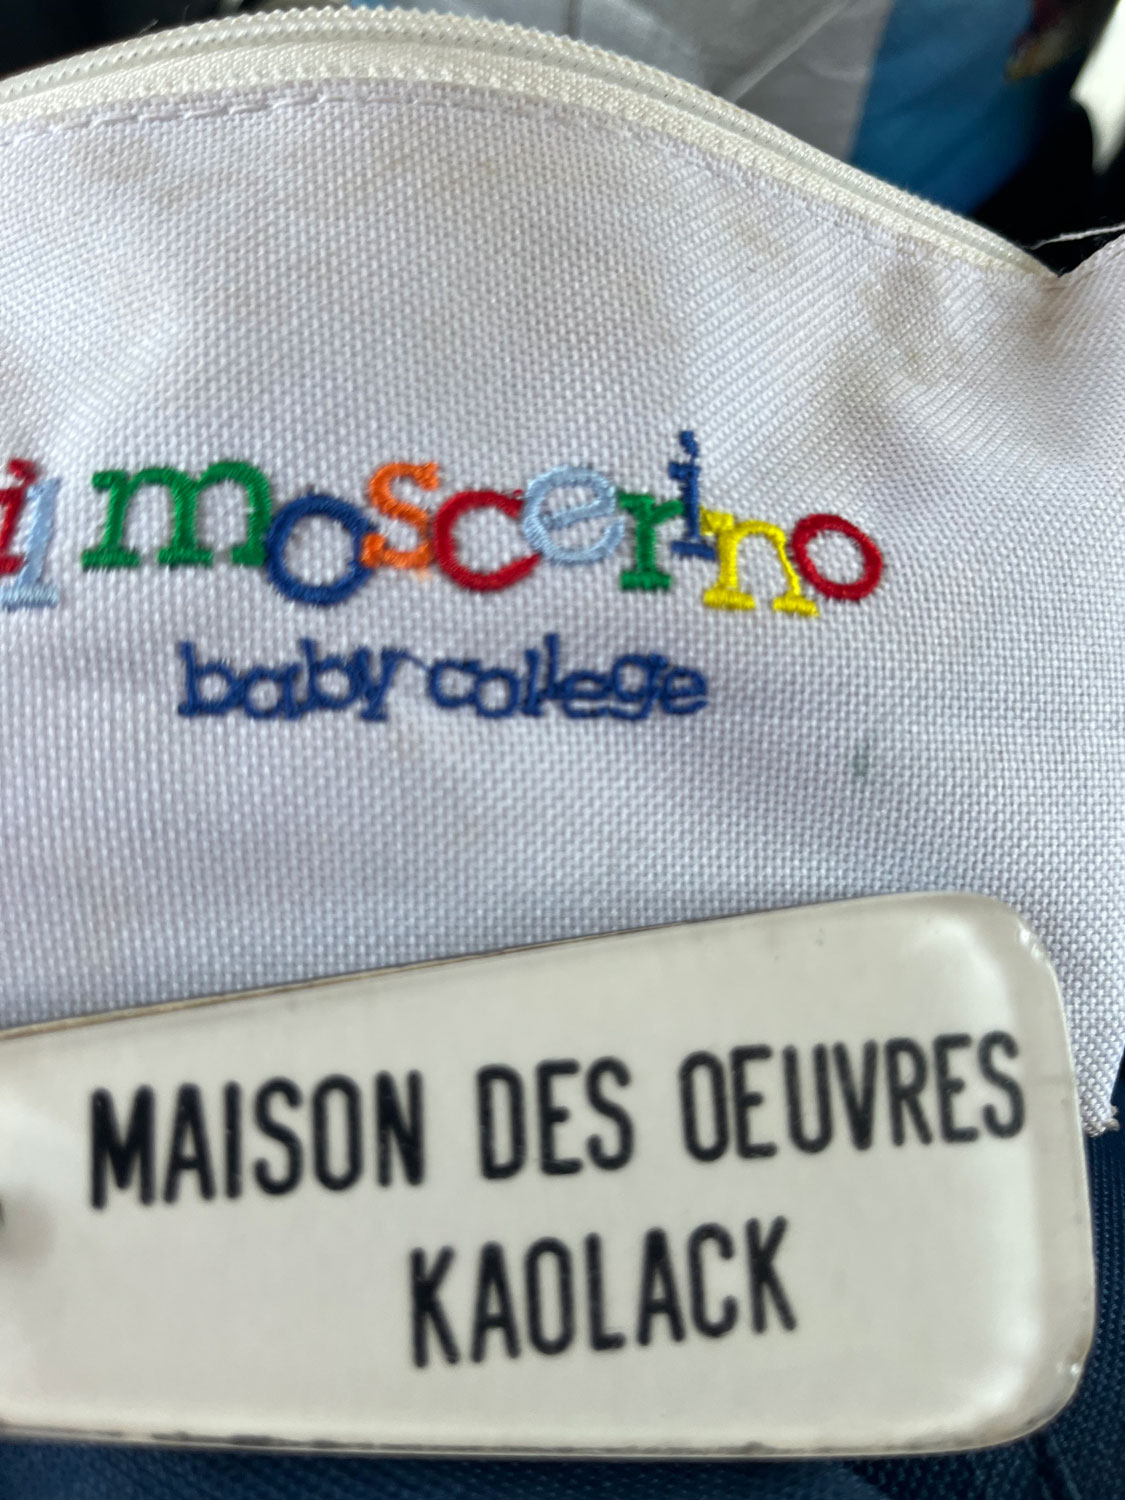 il moscerino
baby college
MAISON DES OEUVRES
KAOLACK